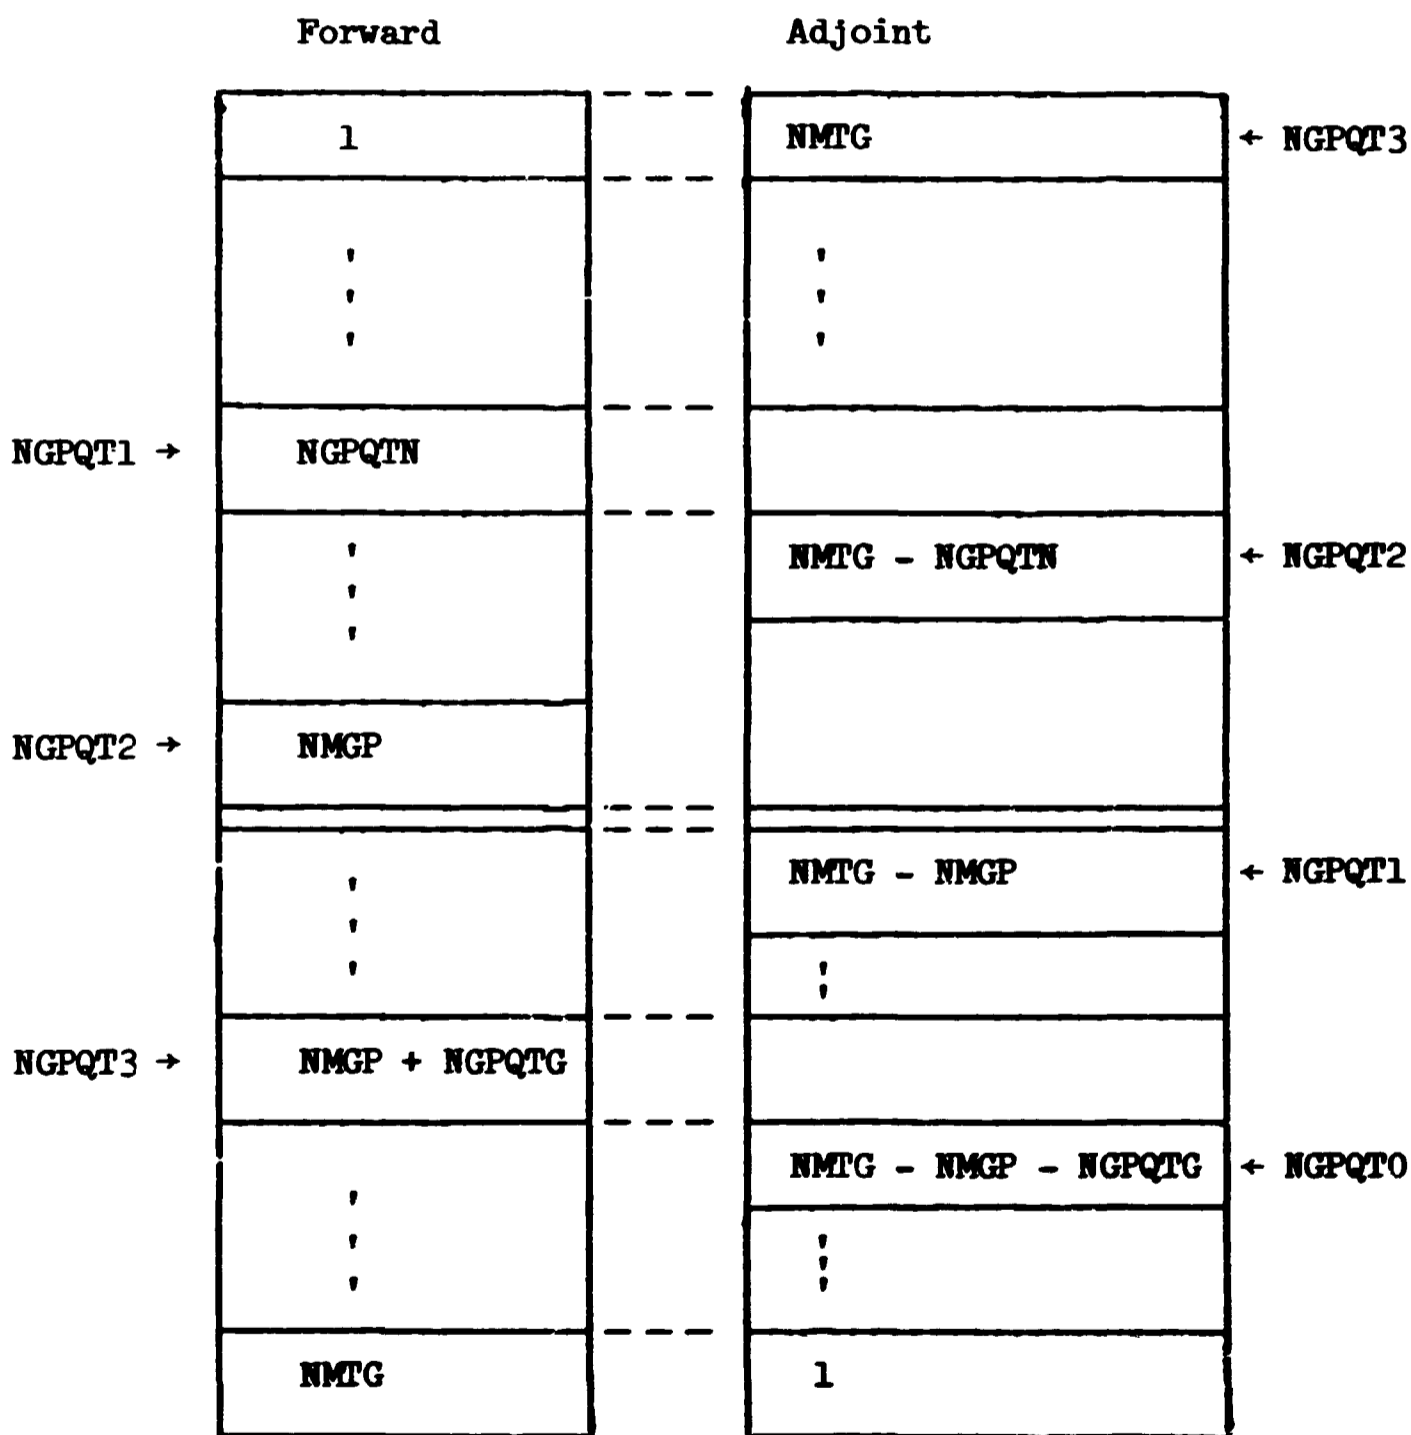 Forward Adjoint
1 NMTG ← NGPQT3
NGPQT1 → NGPQTN
NMTG - NGPQTN ← NGPQT2
NGPQT2 → NMGP
NMTG - NMGP ← NGPQT1
NGPQT3 → NMGP + NGPQTG
NMTG - NMGP - NGPQTG ← NGPQT0
NMTG 1